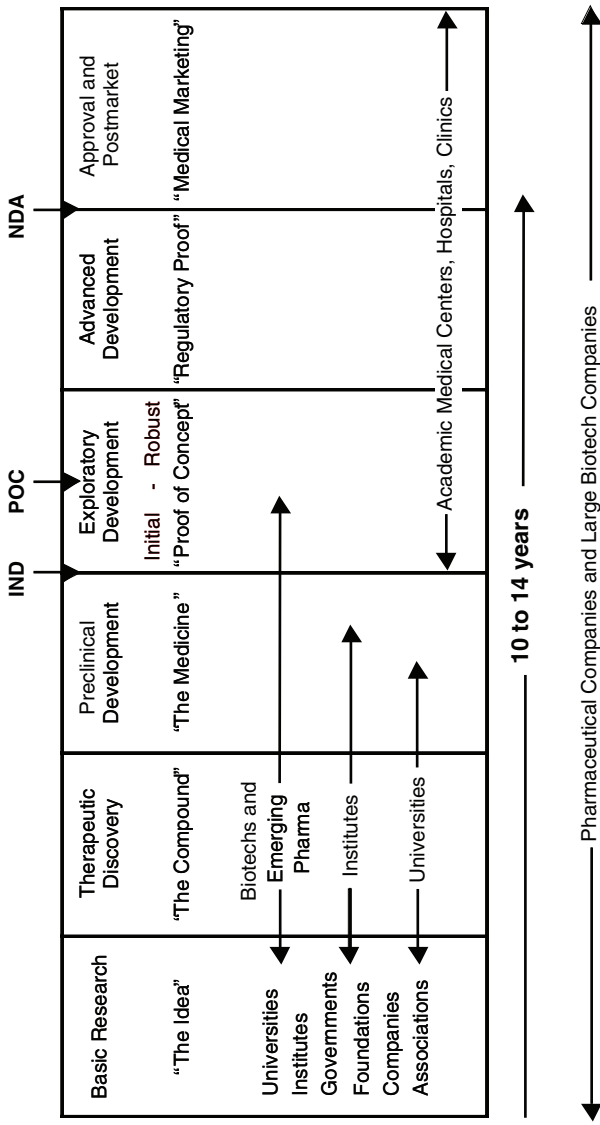 IND
POC
NDA
Basic Research
"The Idea"
Universities
Institutes
Governments
Foundations
Companies
Associations
Therapeutic
Discovery
"The Compound"
Preclinical
Development
"The Medicine"
Exploratory
Development
Initial - Robust
"Proof of Concept"
Advanced
Development
"Regulatory Proof"
Approval and
Postmarket
"Medical Marketing"
Biotechs and
Emerging
Pharma
Institutes
Universities
Academic Medical Centers, Hospitals, Clinics
10 to 14 years
Pharmaceutical Companies and Large Biotech Companies